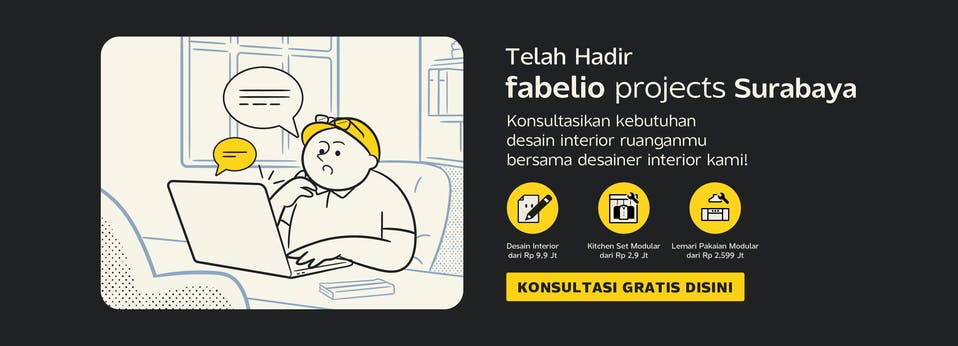 Telah Hadir
fabelio projects Surabaya
Konsultasikan kebutuhan
desain interior ruanganmu
bersama desainer interior kami!
Desain Interior
dari Rp 9,9 Jt
Kitchen Set Modular
dari Rp 2,9 Jt
Lemari Pakaian Modular
dari Rp 2,599 Jt
KONSULTASI GRATIS DISINI